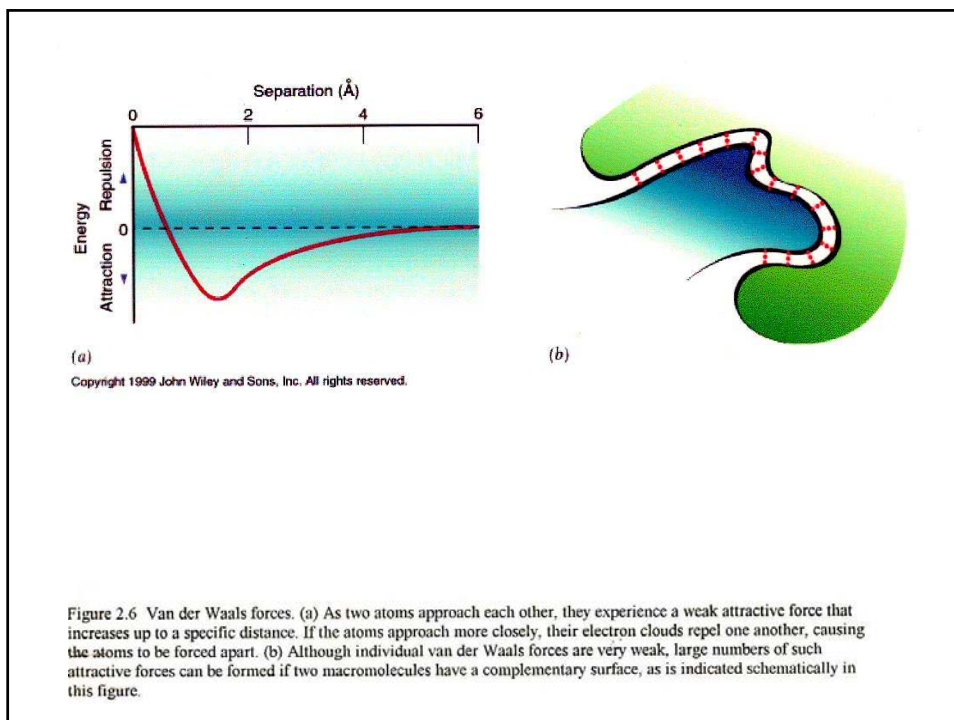 Separation (Å)
0 2 4 6
Repulsion
Energy
0
Attraction
(a)
(b)
Copyright 1999 John Wiley and Sons, Inc. All rights reserved.
Figure 2.6 Van der Waals forces. (a) As two atoms approach each other, they experience a weak attractive force that
increases up to a specific distance. If the atoms approach more closely, their electron clouds repel one another, causing
the atoms to be forced apart. (b) Although individual van der Waals forces are very weak, large numbers of such
attractive forces can be formed if two macromolecules have a complementary surface, as is indicated schematically in
this figure.